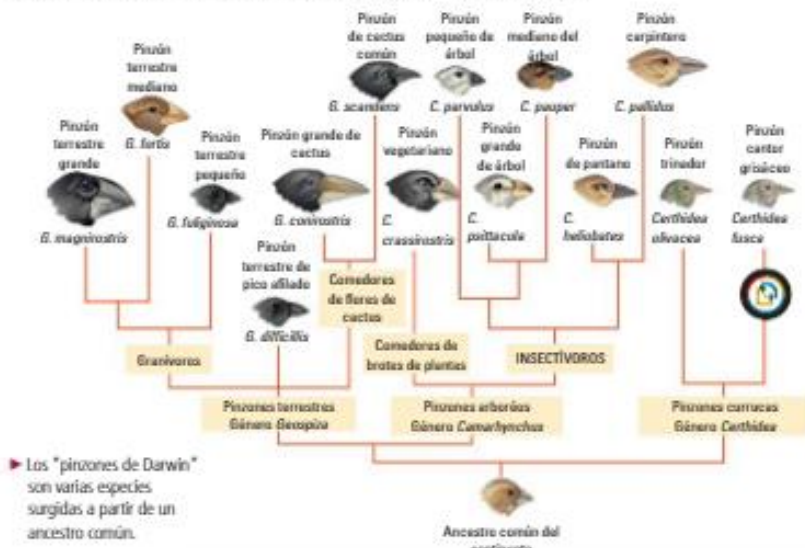 Pinzón
terrestre
mediano
G. fortis
Pinzón
terrestre
grande
G. magnirostris
Pinzón
terrestre
pequeño
G. fuliginosa
Pinzón grande de
cactus
G. conirostris
Pinzón
de cactus
común
G. scandens
Pinzón
pequeño de
árbol
C. parvulus
Pinzón
mediano del
árbol
C. pauper
Pinzón
carpintero
C. pallidus
Pinzón
vegetariano
C.
crassirostris
Pinzón
grande
de árbol
C.
psittacula
Pinzón
de pantano
C.
heliobates
Pinzón
trinador
Certhidea
olivacea
Pinzón
cantor
grisáceo
Certhidea
fusca
Pinzón
terrestre de
pico afilado
G. difficilis
Comedores
de flores de
cactus
Granívoros
Comedores de
brotes de plantas
INSECTÍVOROS
Pinzones terrestres
Género Geospiza
Pinzones arbóreos
Género Camarhynchus
Pinzones currucas
Género Certhidea
► Los "pinzones de Darwin"
son varias especies
surgidas a partir de un
ancestro común.
Ancestro común del